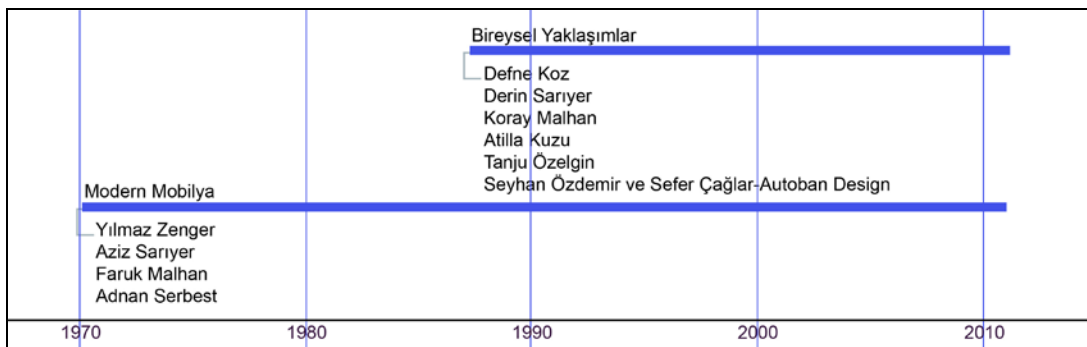 Bireysel Yaklaşımlar
Defne Koz
Derin Sarıyer
Koray Malhan
Atilla Kuzu
Tanju Özelgin
Seyhan Özdemir ve Sefer Çağlar-Autoban Design
Modern Mobilya
Yılmaz Zenger
Aziz Sarıyer
Faruk Malhan
Adnan Serbest
1970 1980 1990 2000 2010